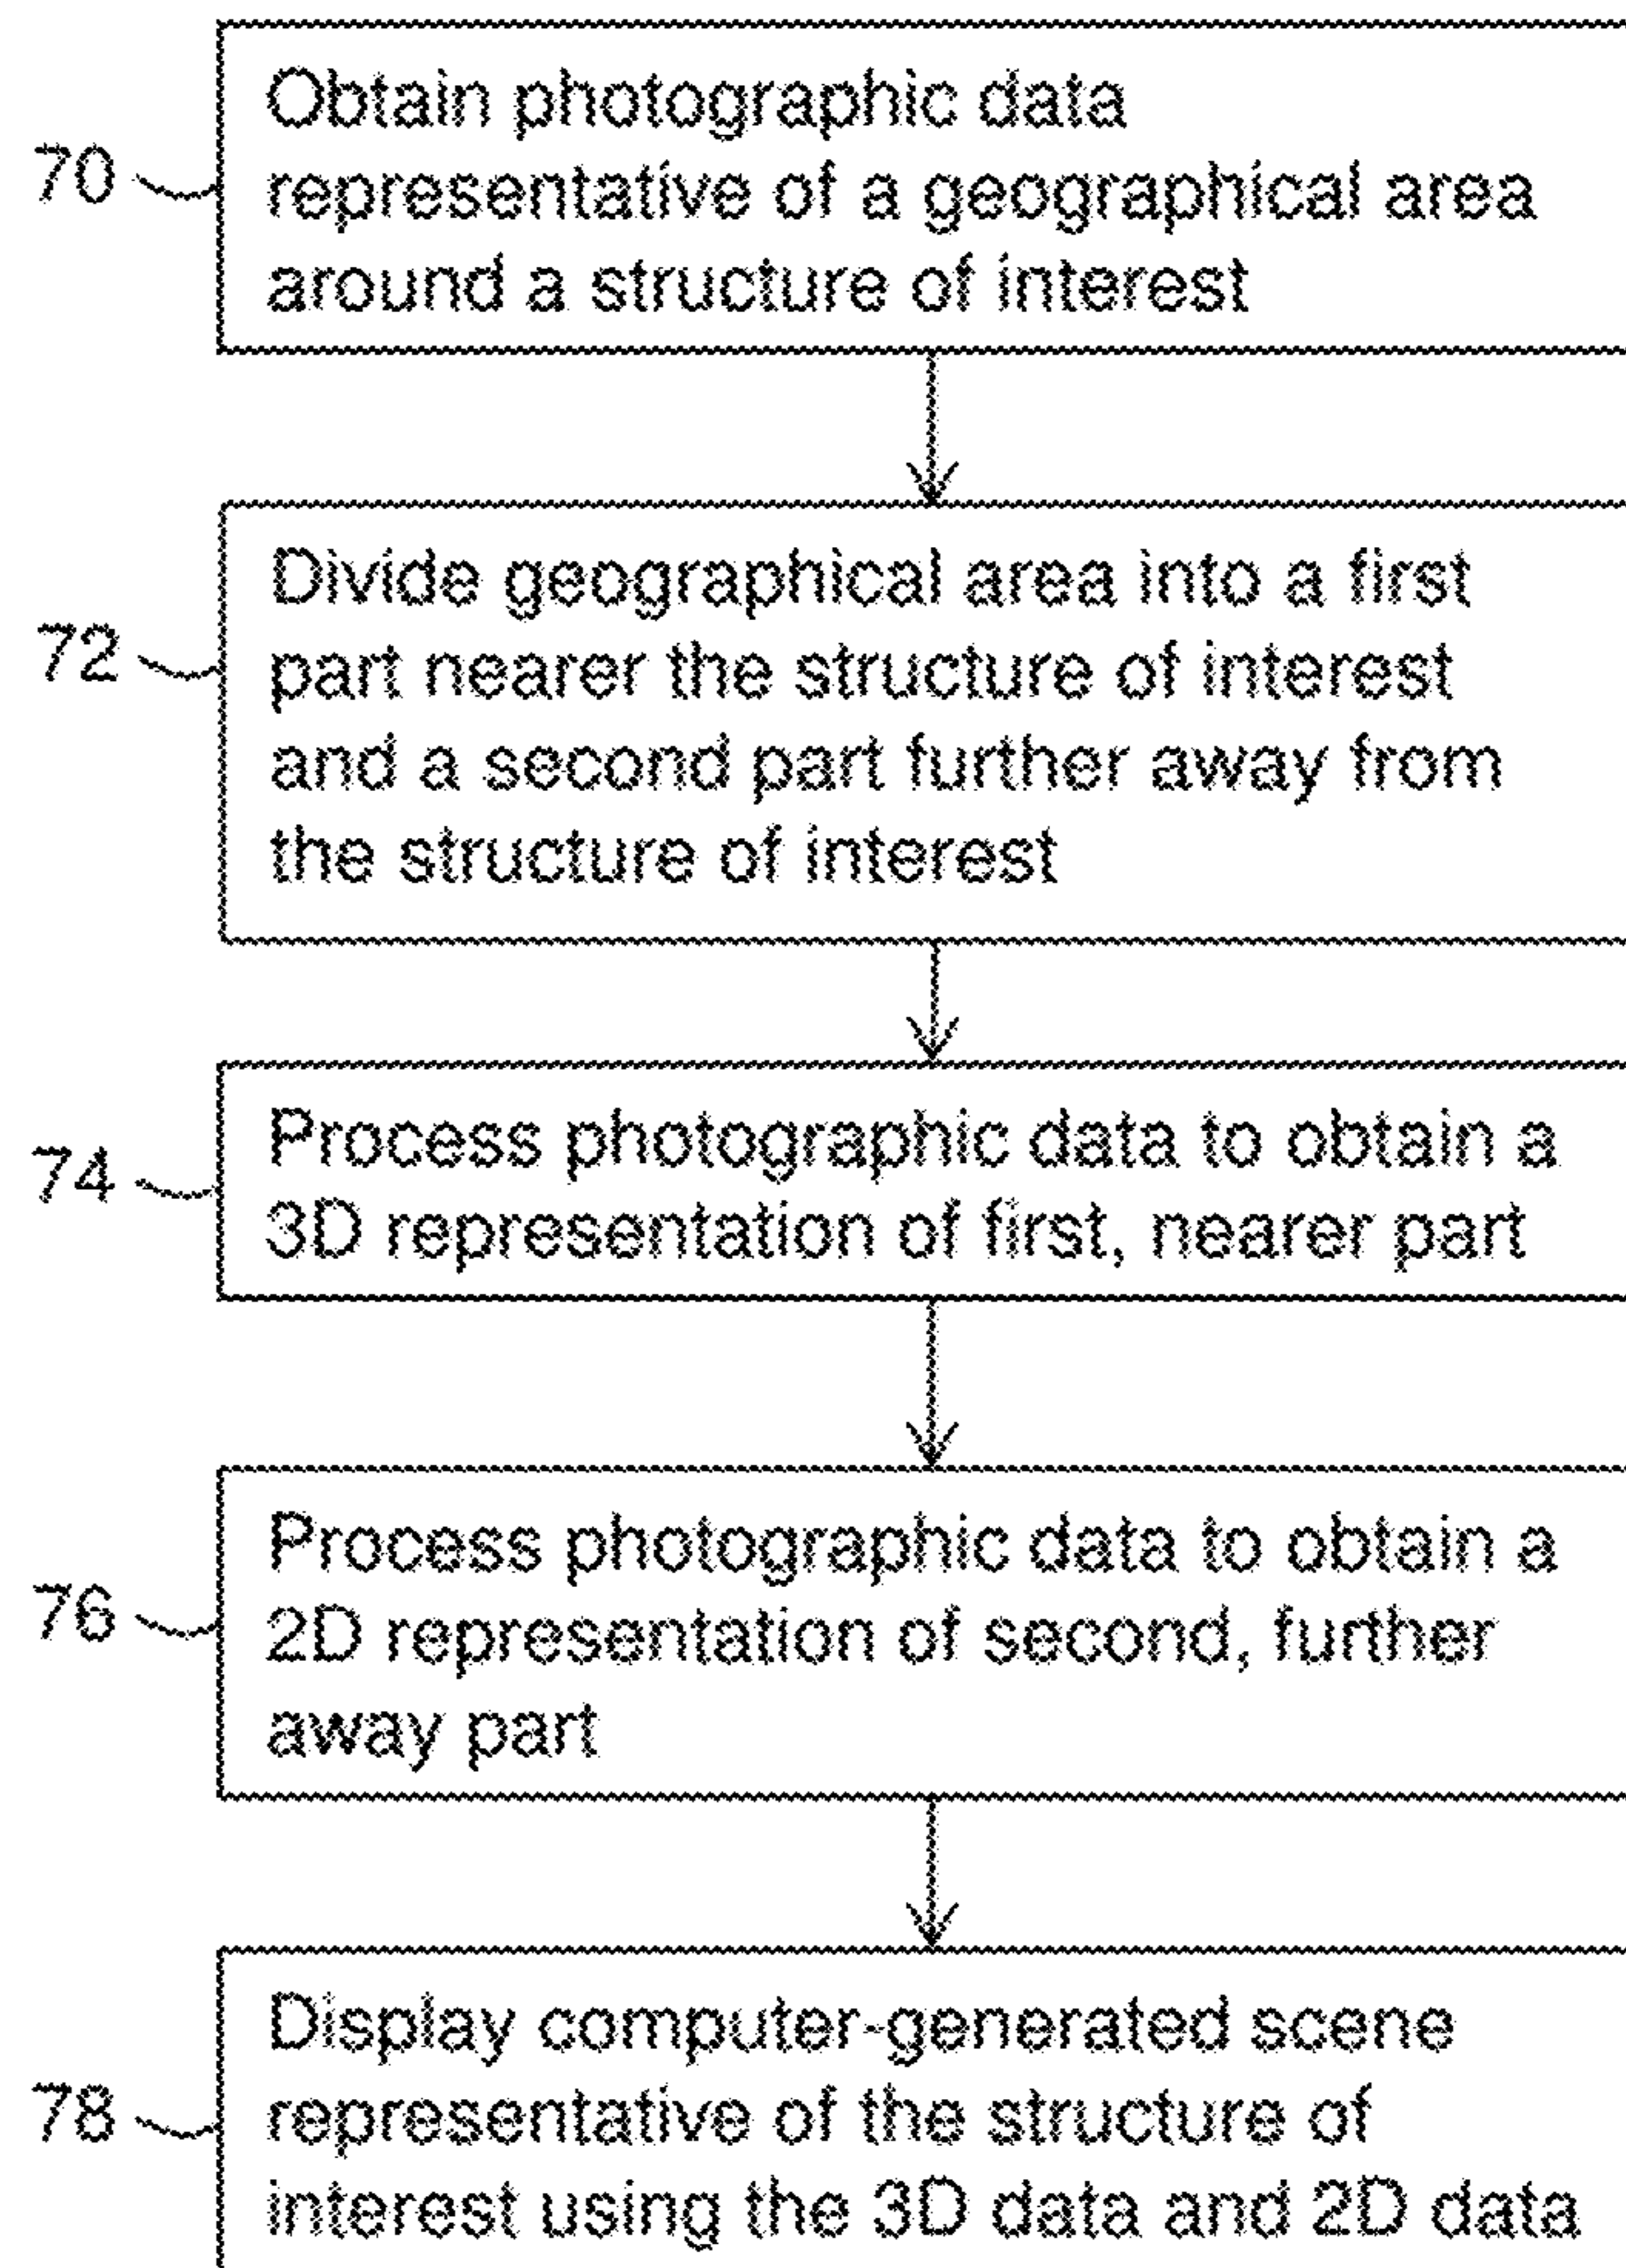 70
Obtain photographic data
representative of a geographical area
around a structure of interest
72
Divide geographical area into a first
part nearer the structure of interest
and a second part further away from
the structure of interest
74
Process photographic data to obtain a
3D representation of first, nearer part
76
Process photographic data to obtain a
2D representation of second, further
away part
78
Display computer-generated scene
representative of the structure of
interest using the 3D data and 2D data